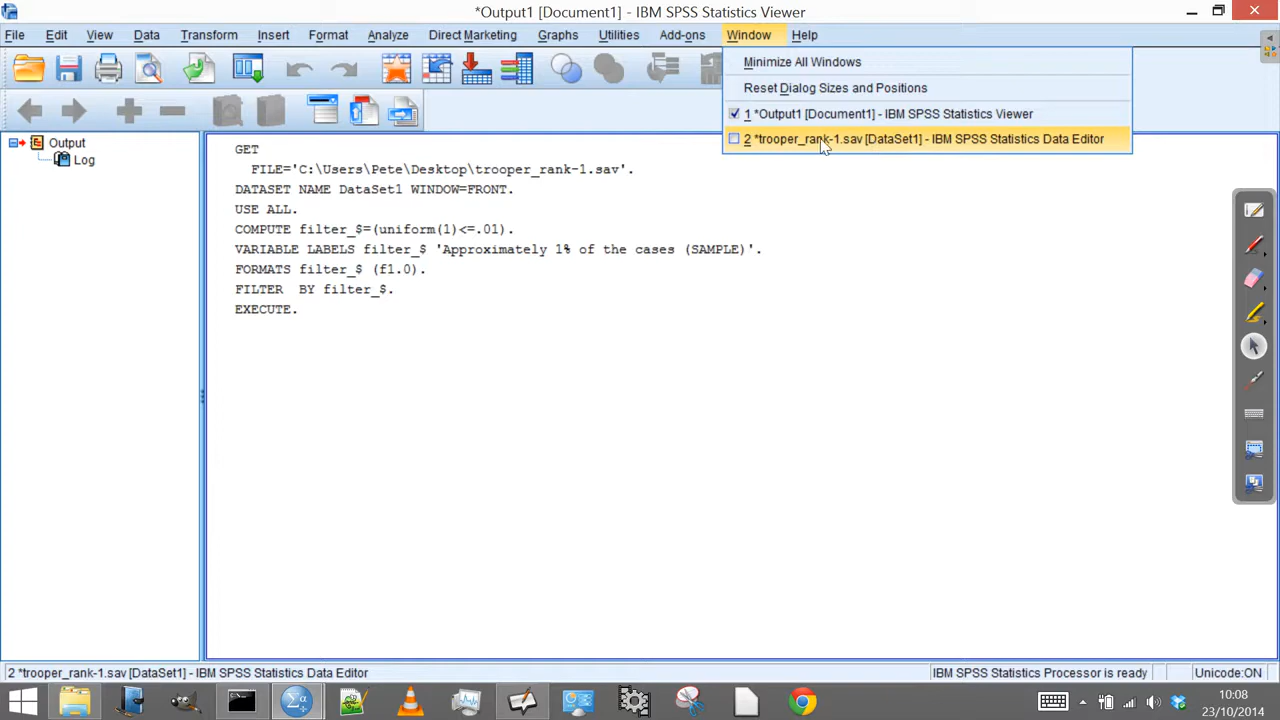 *Output1 [Document1] - IBM SPSS Statistics Viewer
File Edit View Data Transform Insert Format Analyze Direct Marketing Graphs Utilities Add-ons Window Help
Minimize All Windows
Reset Dialog Sizes and Positions
1 *Output1 [Document1] - IBM SPSS Statistics Viewer
2 *trooper_rank-1.sav [DataSet1] - IBM SPSS Statistics Data Editor
Output
Log
GET
FILE='C:\Users\Pete\Desktop\trooper_rank-1.sav'.
DATASET NAME DataSet1 WINDOW=FRONT.
USE ALL.
COMPUTE filter_$=(uniform(1)<=.01).
VARIABLE LABELS filter_$ 'Approximately 1% of the cases (SAMPLE)'.
FORMATS filter_$ (f1.0).
FILTER  BY filter_$.
EXECUTE.
2 *trooper_rank-1.sav [DataSet1] - IBM SPSS Statistics Data Editor
IBM SPSS Statistics Processor is ready
Unicode:ON
10:08
23/10/2014